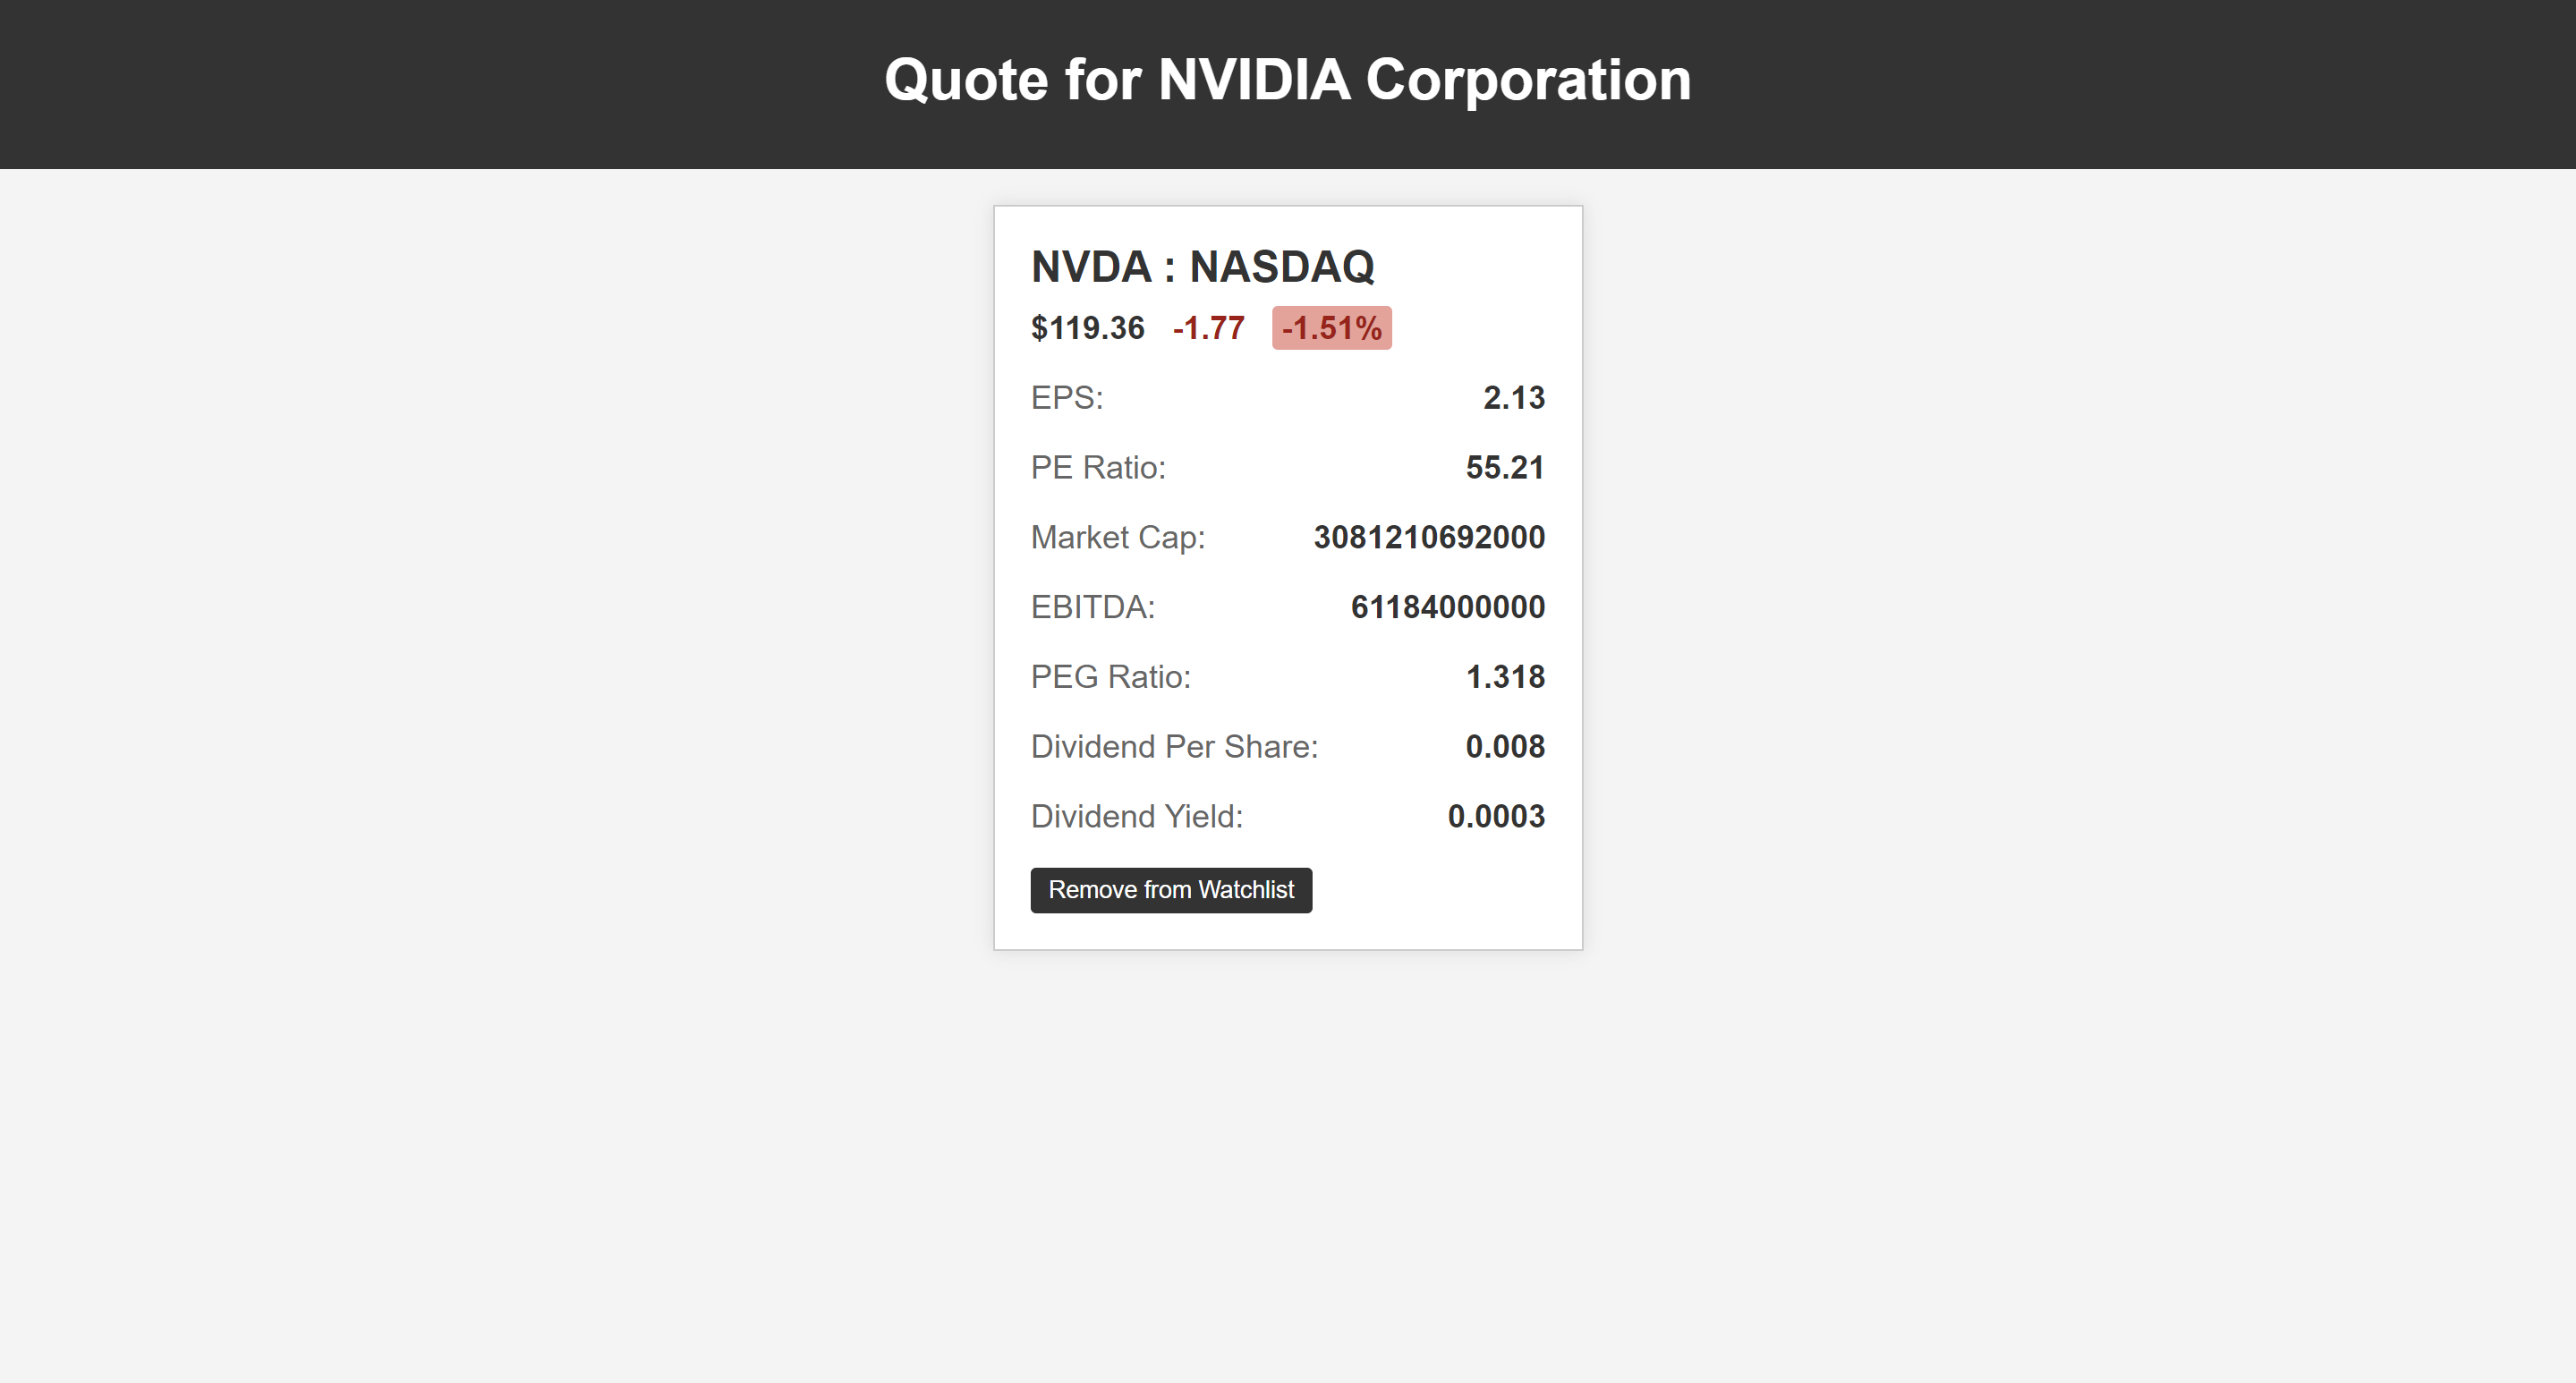 Quote for NVIDIA Corporation
NVDA : NASDAQ
$119.36 -1.77 -1.51%
EPS: 2.13
PE Ratio: 55.21
Market Cap: 3081210692000
EBITDA: 61184000000
PEG Ratio: 1.318
Dividend Per Share: 0.008
Dividend Yield: 0.0003
Remove from Watchlist